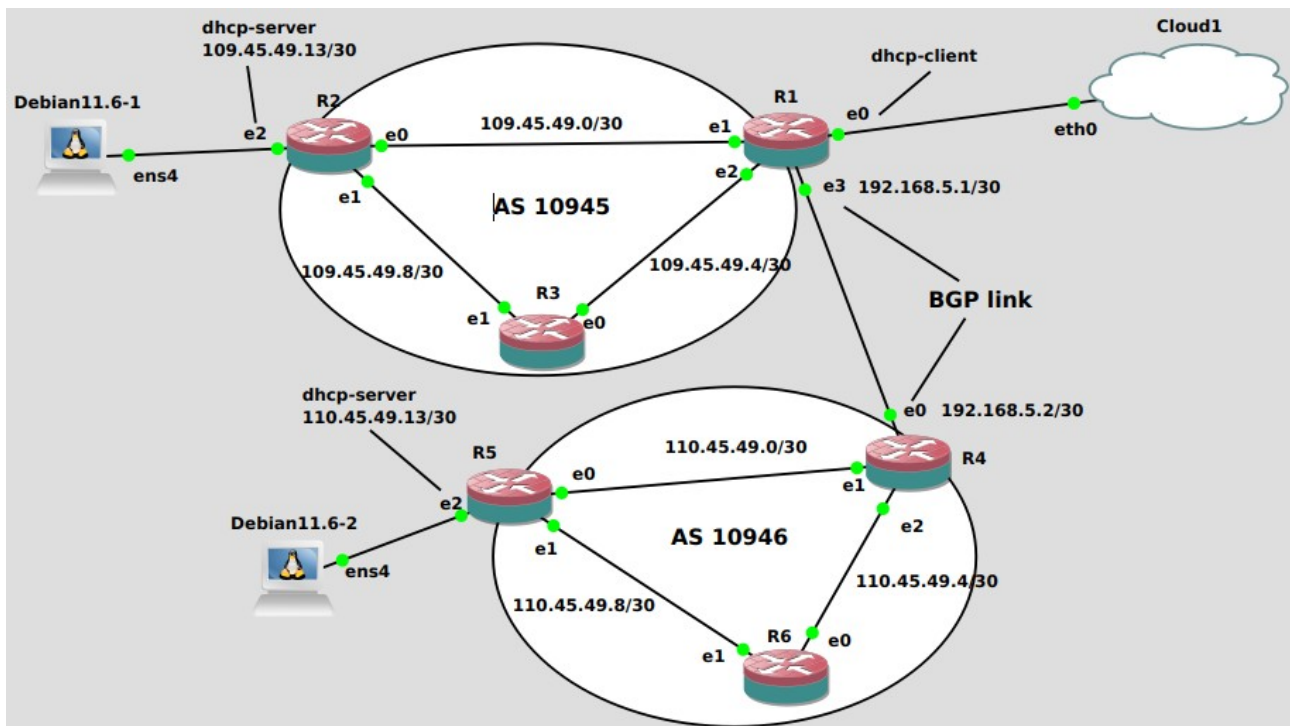 Cloud1
dhcp-server
109.45.49.13/30
dhcp-client
Debian11.6-1
R2
R1
e0
e2
e0
109.45.49.0/30
e1
eth0
ens4
e1
e2
e3
192.168.5.1/30
AS 10945
109.45.49.8/30
109.45.49.4/30
R3
BGP link
e1
e0
dhcp-server
110.45.49.13/30
e0
192.168.5.2/30
R5
110.45.49.0/30
R4
e0
e1
e2
Debian11.6-2
e1
AS 10946
e2
ens4
110.45.49.8/30
110.45.49.4/30
R6
e1
e0